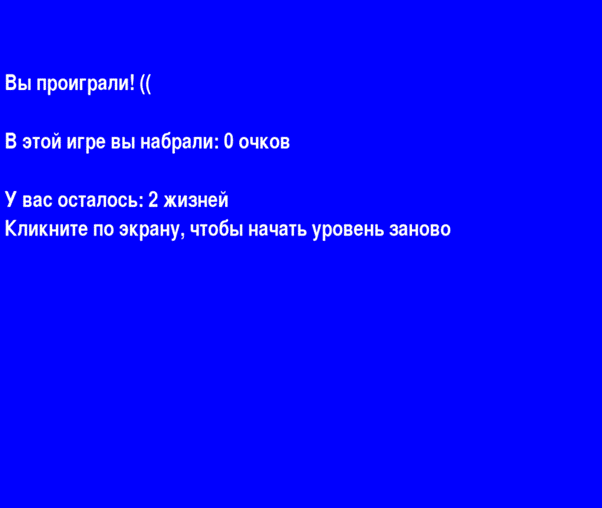 Вы проиграли! ((
В этой игре вы набрали: 0 очков
У вас осталось: 2 жизней
Кликните по экрану, чтобы начать уровень заново